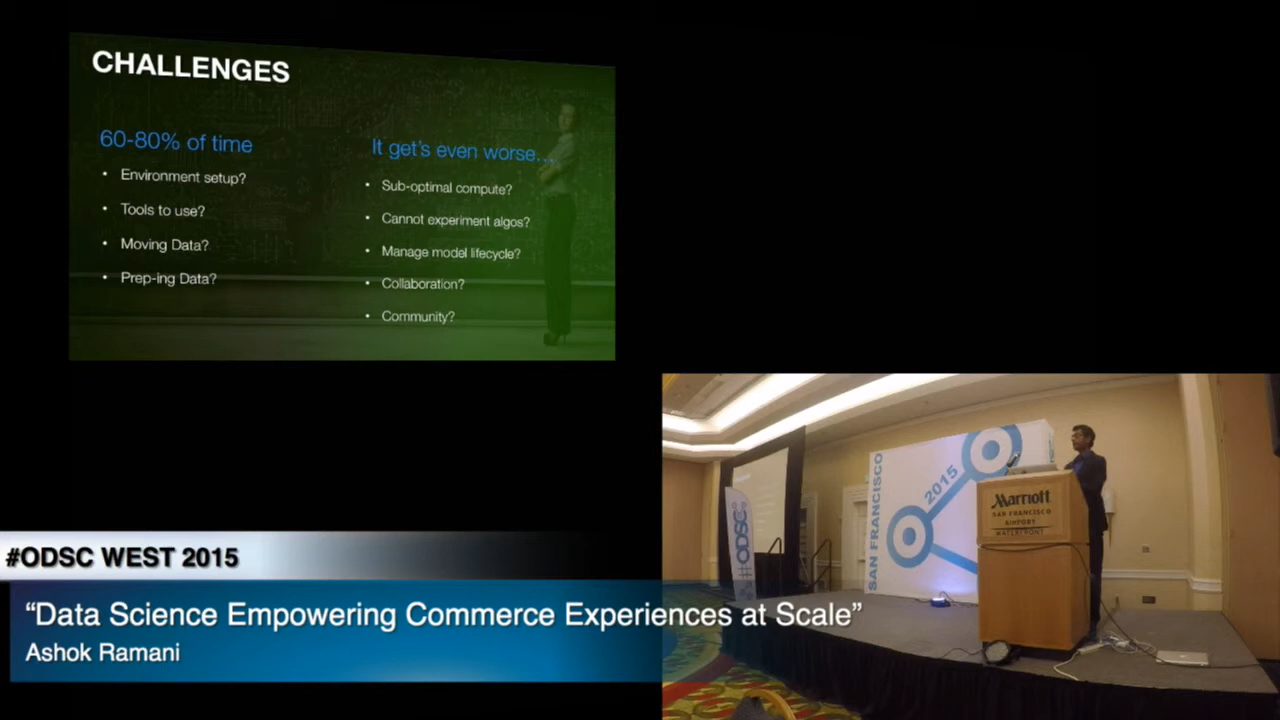 CHALLENGES
60-80% of time
• Environment setup?
• Tools to use?
• Moving Data?
• Prep-ing Data?
It get's even worse...
• Sub-optimal compute?
• Cannot experiment algos?
• Manage model lifecycle?
• Collaboration?
• Community?
SAN FRANCISCO
2015
#ODSC
Marriott
SAN FRANCISCO
AIRPORT
WATERFRONT
#ODSC WEST 2015
“Data Science Empowering Commerce Experiences at Scale”
Ashok Ramani